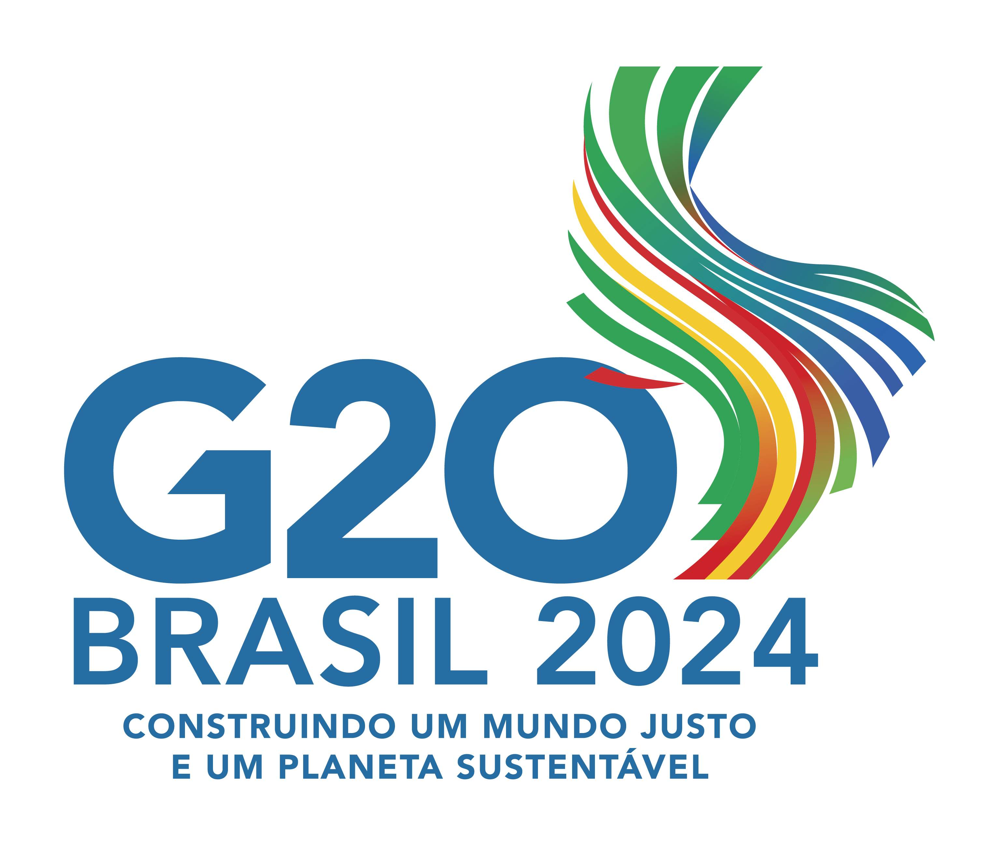 G20
BRASIL 2024
CONSTRUINDO UM MUNDO JUSTO
E UM PLANETA SUSTENTÁVEL